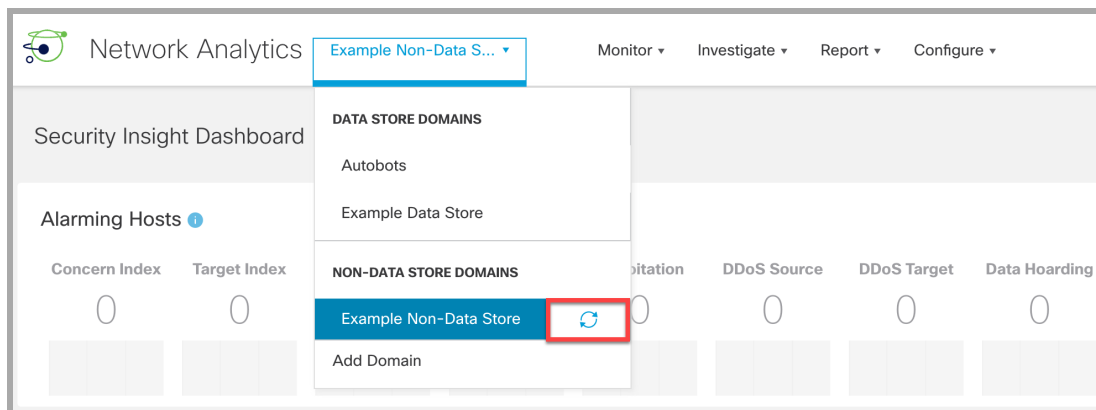 Network Analytics
Example Non-Data S...
Monitor
Investigate
Report
Configure
DATA STORE DOMAINS
Security Insight Dashboard
Autobots
Example Data Store
Alarming Hosts
Concern Index
Target Index
NON-DATA STORE DOMAINS
DDoS Source
DDoS Target
Data Hoarding
0
0
Example Non-Data Store
0
0
0
0
Add Domain